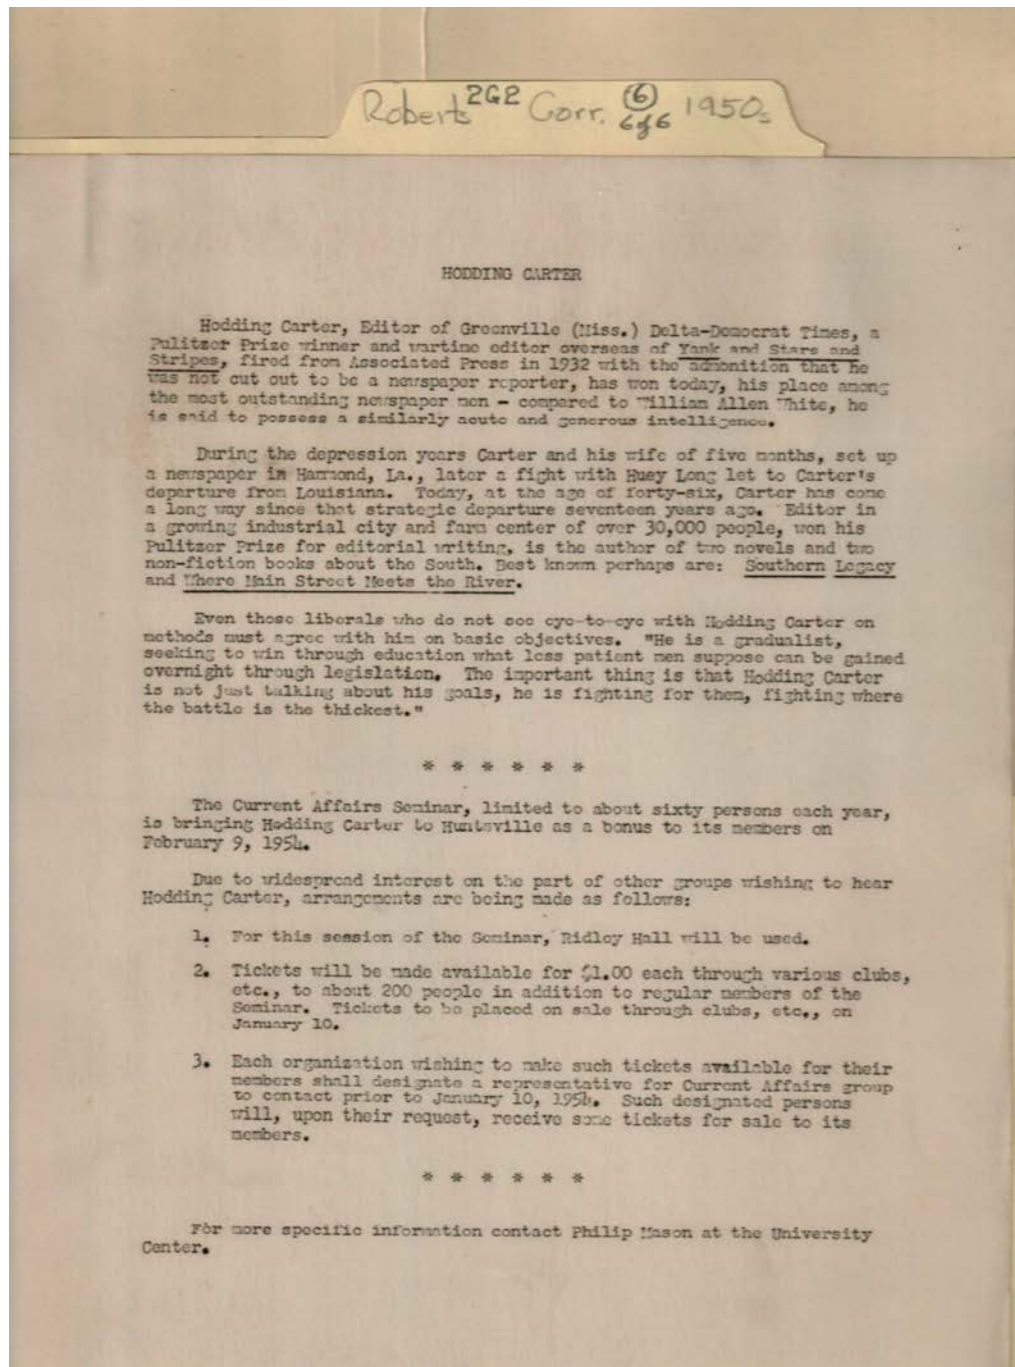 Roberts 2G2 Corr. 6 6 of 6 1950s
HODDING CARTER
Hodding Carter, Editor of Greenville (Miss.) Delta-Democrat Times, a
Pulitzer Prize winner and wartime editor overseas of Yank and Stars and
Stripes, fired from Associated Press in 1932 with the admonition that he
was not cut out to be a newspaper reporter, has won today, his place among
the most outstanding newspaper men - compared to William Allen White, he
is said to possess a similarly acute and generous intelligence.
During the depression years Carter and his wife of five months, set up
a newspaper in Hammond, La., later a fight with Huey Long let to Carter's
departure from Louisiana. Today, at the age of forty-six, Carter has come
a long way since that strategic departure seventeen years ago. Editor in
a growing industrial city and farm center of over 30,000 people, won his
Pulitzer Prize for editorial writing, is the author of two novels and two
non-fiction books about the South. Best known perhaps are: Southern Legacy
and Where Main Street Meets the River.
Even those liberals who do not see eye-to-eye with Hodding Carter on
methods must agree with him on basic objectives. "He is a gradualist,
seeking to win through education what less patient men suppose can be gained
overnight through legislation. The important thing is that Hodding Carter
is not just talking about his goals, he is fighting for them, fighting where
the battle is the thickest."
* * * * * *
The Current Affairs Seminar, limited to about sixty persons each year,
is bringing Hodding Carter to Huntsville as a bonus to its members on
February 9, 1954.
Due to widespread interest on the part of other groups wishing to hear
Hodding Carter, arrangements are being made as follows:
1. For this session of the Seminar, Ridley Hall will be used.
2. Tickets will be made available for $1.00 each through various clubs,
etc., to about 200 people in addition to regular members of the
Seminar. Tickets to be placed on sale through clubs, etc., on
January 10.
3. Each organization wishing to make such tickets available for their
members shall designate a representative for Current Affairs group
to contact prior to January 10, 1954. Such designated persons
will, upon their request, receive some tickets for sale to its
members.
* * * * * *
For more specific information contact Philip Mason at the University
Center.